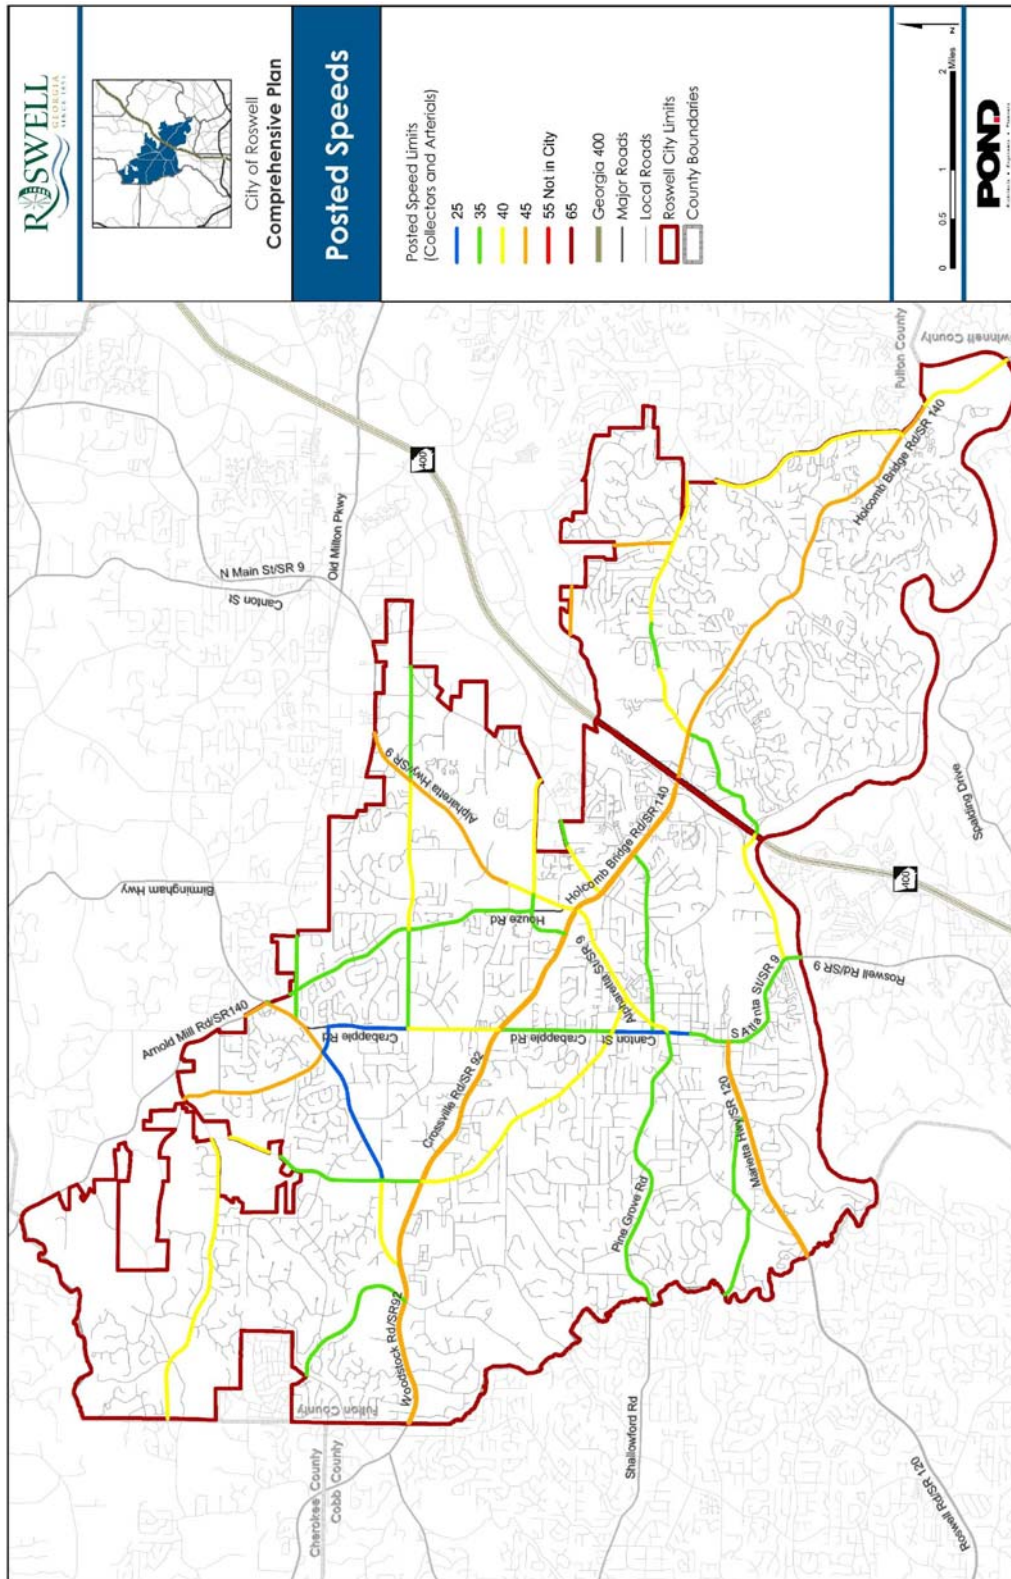 ROSWELL
GEORGIA
SINCE 1854
City of Roswell
Comprehensive Plan
Posted Speeds
Posted Speed Limits
(Collectors and Arterials)
25
35
40
45
55 Not in City
65
Georgia 400
Major Roads
Local Roads
Roswell City Limits
County Boundaries
0 0.5 1 2
Miles
N
POND
400
N Main St/SR 9
Canton St
Old Milton Pkwy
Birmingham Hwy
Arnold Mill Rd/SR140
Alpharetta Hwy/SR 9
Houze Rd
Holcomb Bridge Rd/SR 140
Holcomb Bridge Rd/SR 140
Fulton County
Gwinnett County
Crabapple Rd
Crossville Rd/SR 92
Crabapple Rd
Canton St
Alpharetta St/SR 9
S Atlanta St/SR 9
Roswell Rd/SR 9
Spalding Drive
400
Marietta Hwy/SR 120
Pine Grove Rd
Woodstock Rd/SR92
Fulton County
Cherokee County
Cobb County
Shallowford Rd
Roswell Rd/SR 120